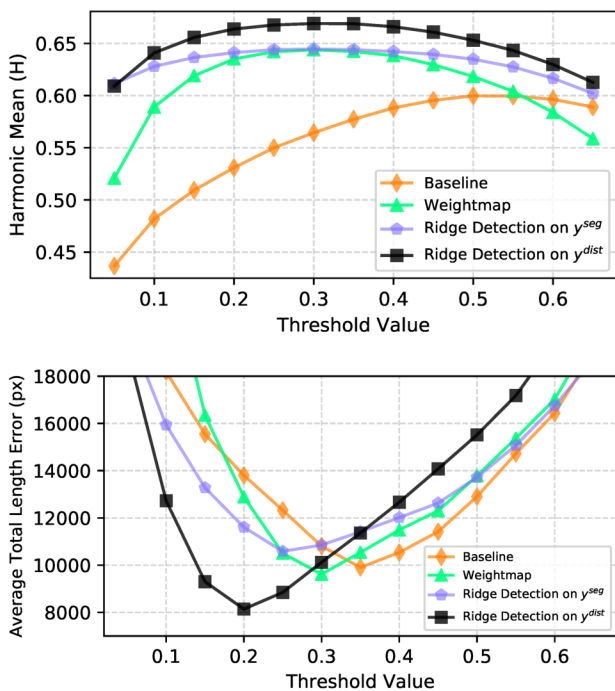 0.65
0.60
0.55
0.50
0.45
Harmonic Mean (H)
0.1 0.2 0.3 0.4 0.5 0.6
Threshold Value
Baseline
Weightmap
Ridge Detection on y^seg
Ridge Detection on y^dist
18000
16000
14000
12000
10000
8000
Average Total Length Error (px)
0.1 0.2 0.3 0.4 0.5 0.6
Threshold Value
Baseline
Weightmap
Ridge Detection on y^seg
Ridge Detection on y^dist